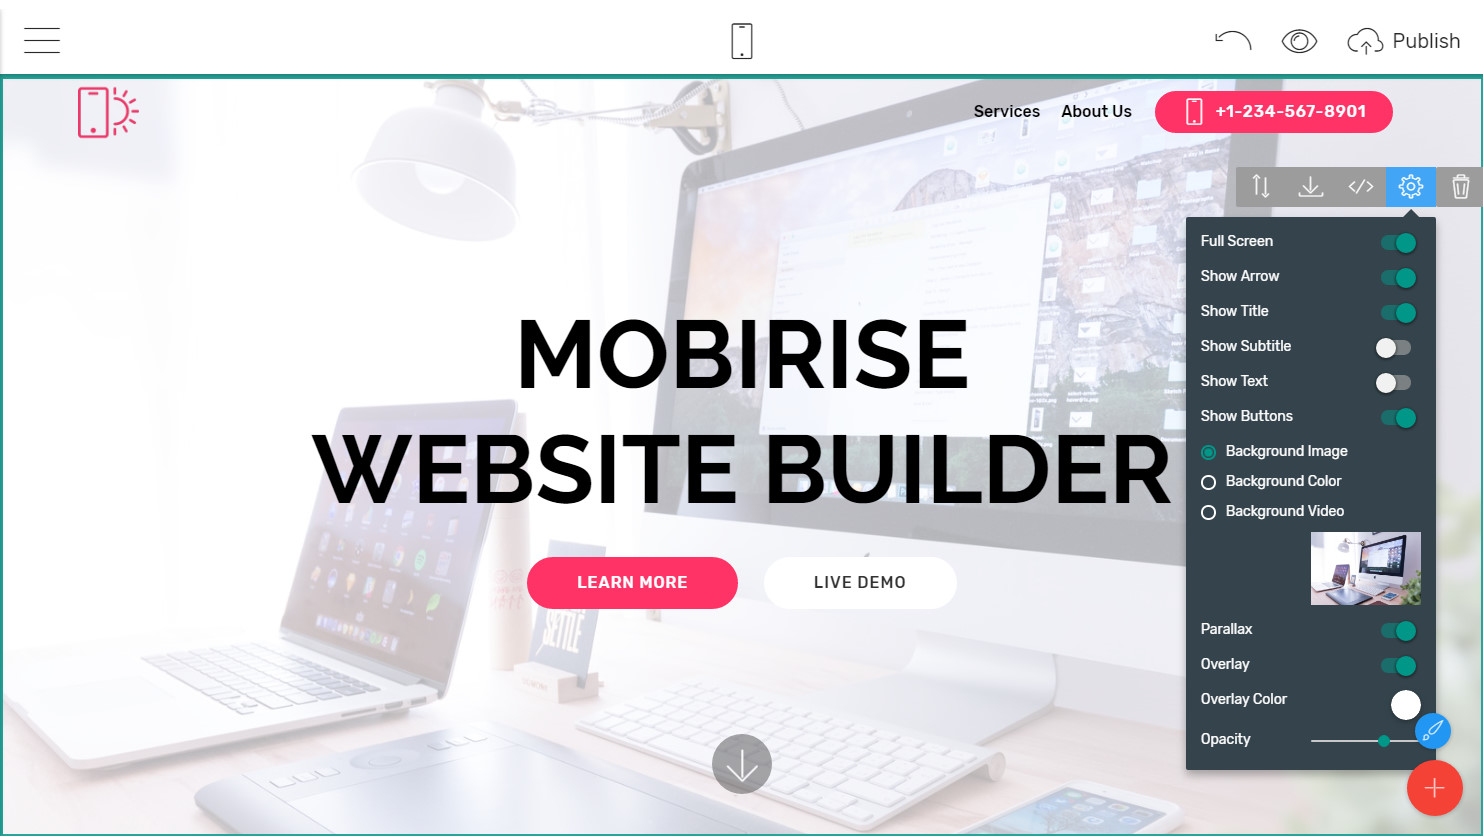 Publish
Services About Us +1-234-567-8901
MOBIRISE
WEBSITE BUILDER
LEARN MORE LIVE DEMO
Full Screen
Show Arrow
Show Title
Show Subtitle
Show Text
Show Buttons
Background Image
Background Color
Background Video
Parallax
Overlay
Overlay Color
Opacity
SETTLE